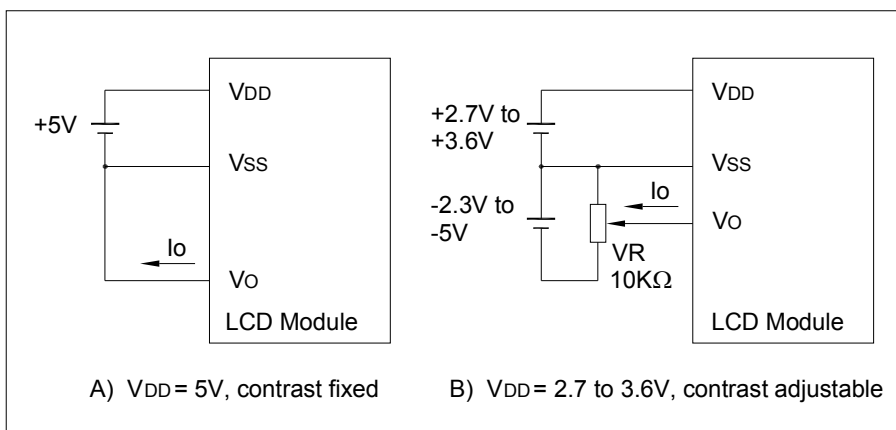 VDD
+5V
VSS
Io
VO
LCD Module
A) VDD = 5V, contrast fixed
VDD
+2.7V to
+3.6V
VSS
-2.3V to
-5V
Io
VO
VR
10KΩ
LCD Module
B) VDD = 2.7 to 3.6V, contrast adjustable